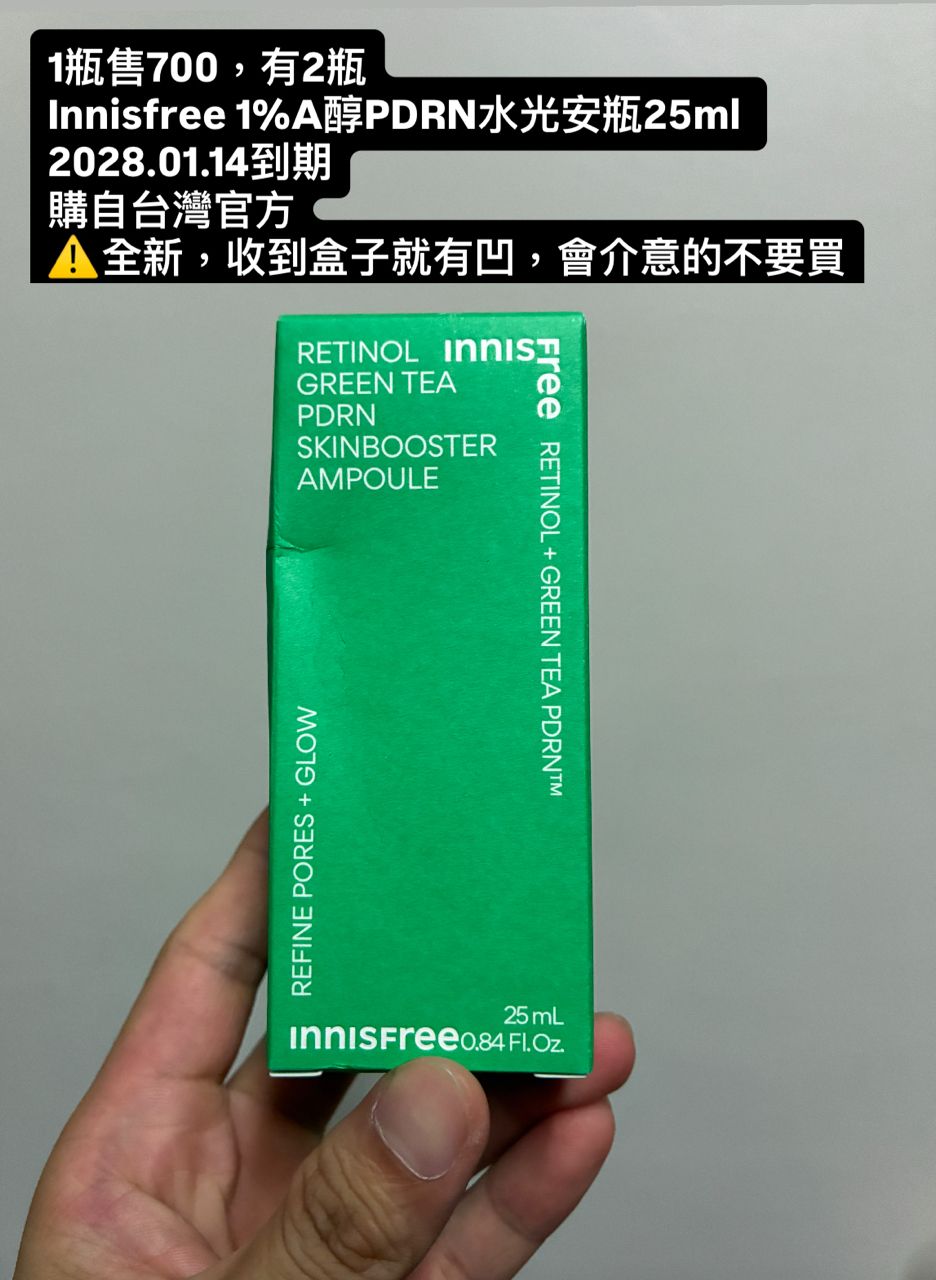 1瓶售700，有2瓶
Innisfree 1%A醇PDRN水光安瓶25ml
2028.01.14到期
購自台灣官方
⚠️全新，收到盒子就有凹，會介意的不要買
RETINOL
GREEN TEA
PDRN
SKINBOOSTER
AMPOULE
innisfree
RETINOL + GREEN TEA PDRN™
REFINE PORES + GLOW
25 mL
innisfree 0.84 Fl.Oz.